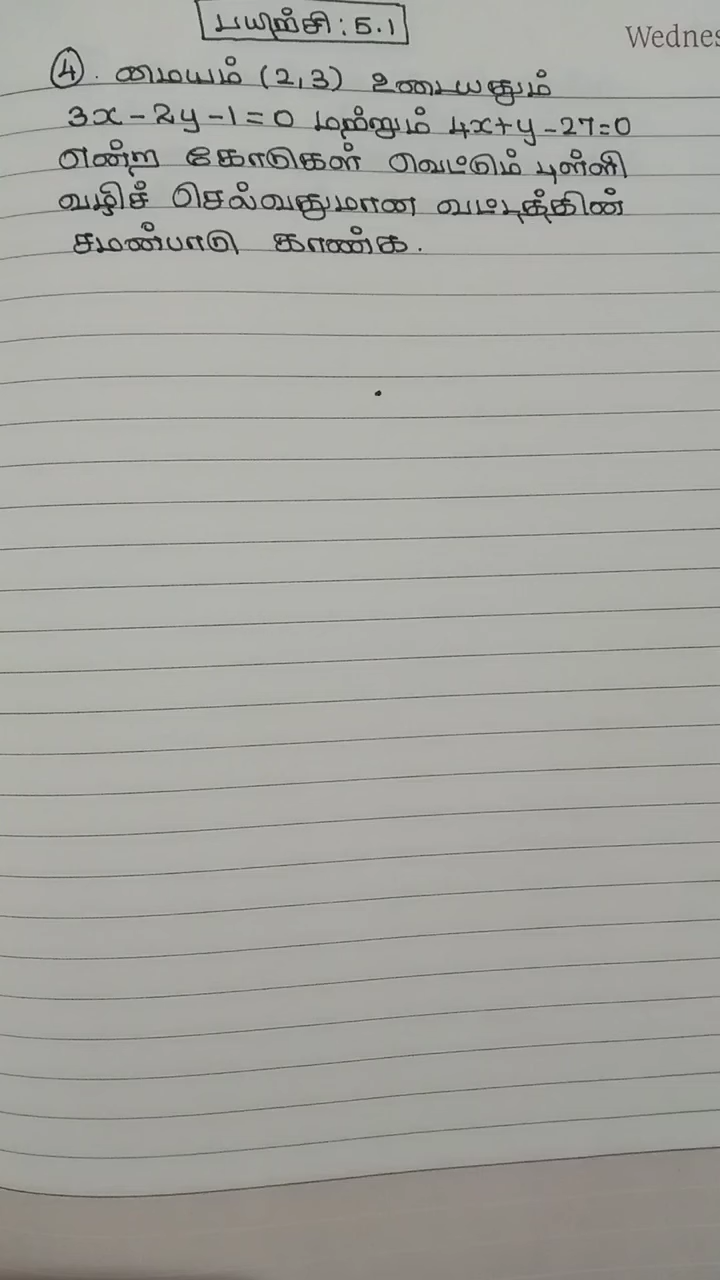 பயிற்சி : 5.1
Wednes
④. மையம் (2,3) உடையதும்
3x - 2y - 1 = 0 மற்றும் 4x + y - 27 = 0
என்ற கோடுகள் வெட்டும் புள்ளி
வழிச் செல்வதுமான வட்டத்தின்
சமன்பாடு காண்க.